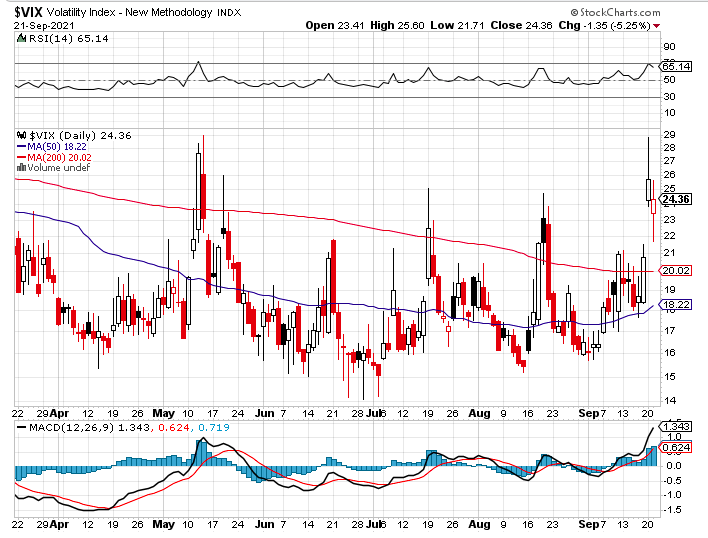 $VIX Volatility Index - New Methodology INDX © StockCharts.com
21-Sep-2021 Open 23.41 High 25.60 Low 21.71 Close 24.36 Chg -1.35 (-5.25%)
RSI(14) 65.14
90
70
65.14
50
30
10
$VIX (Daily) 24.36
MA(50) 18.22
MA(200) 20.02
Volume undef
29
28
27
26
25
24.36
23
22
21
20.02
19
18.22
17
16
15
14
22 29 Apr 12 19 26 May 10 17 24 Jun 7 14 21 28 Jul 6 12 19 26 Aug 9 16 23 Sep 7 13 20
MACD(12,26,9) 1.343, 0.624, 0.719
1.343
1.0
0.624
0.0
-0.5
-1.0
-1.5
22 29 Apr 12 19 26 May 10 17 24 Jun 7 14 21 28 Jul 6 12 19 26 Aug 9 16 23 Sep 7 13 20